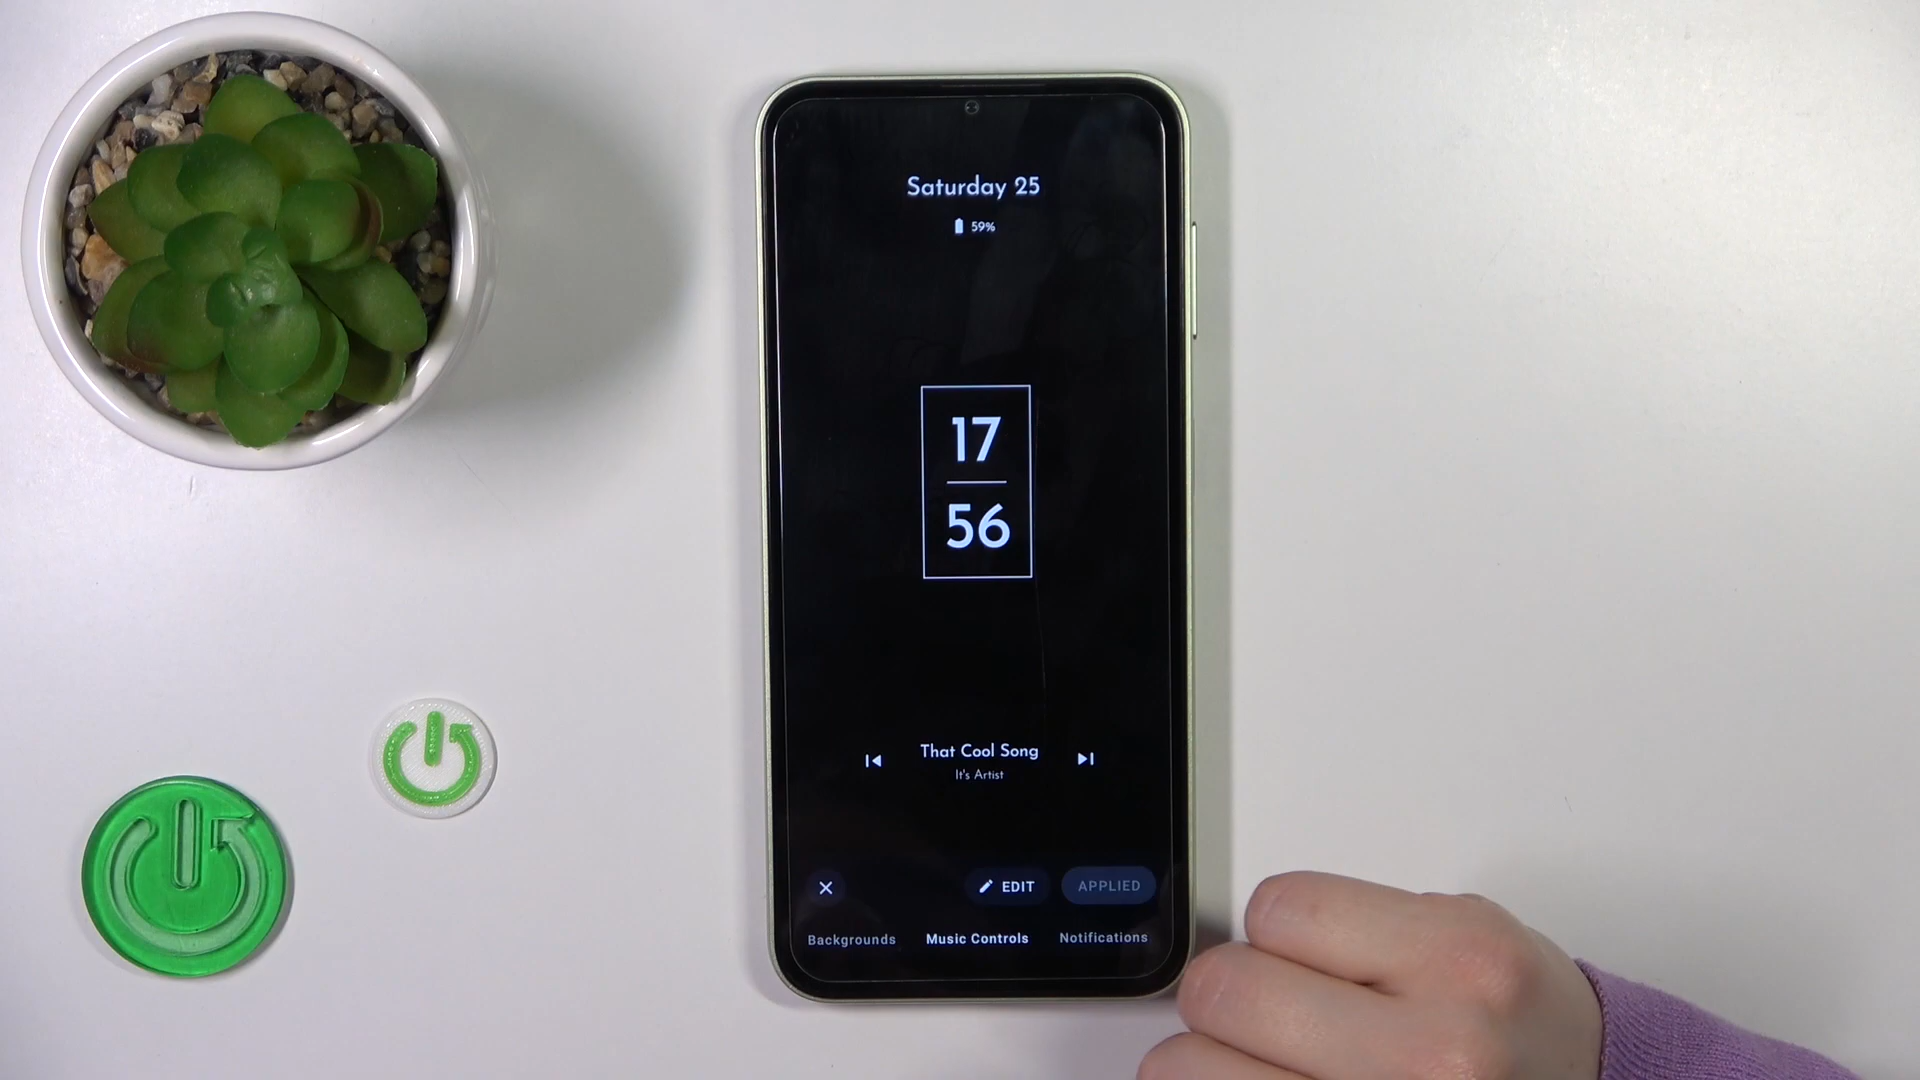 Saturday 25
59%
17
56
That Cool Song
It's Artist
EDIT
APPLIED
Backgrounds
Music Controls
Notifications